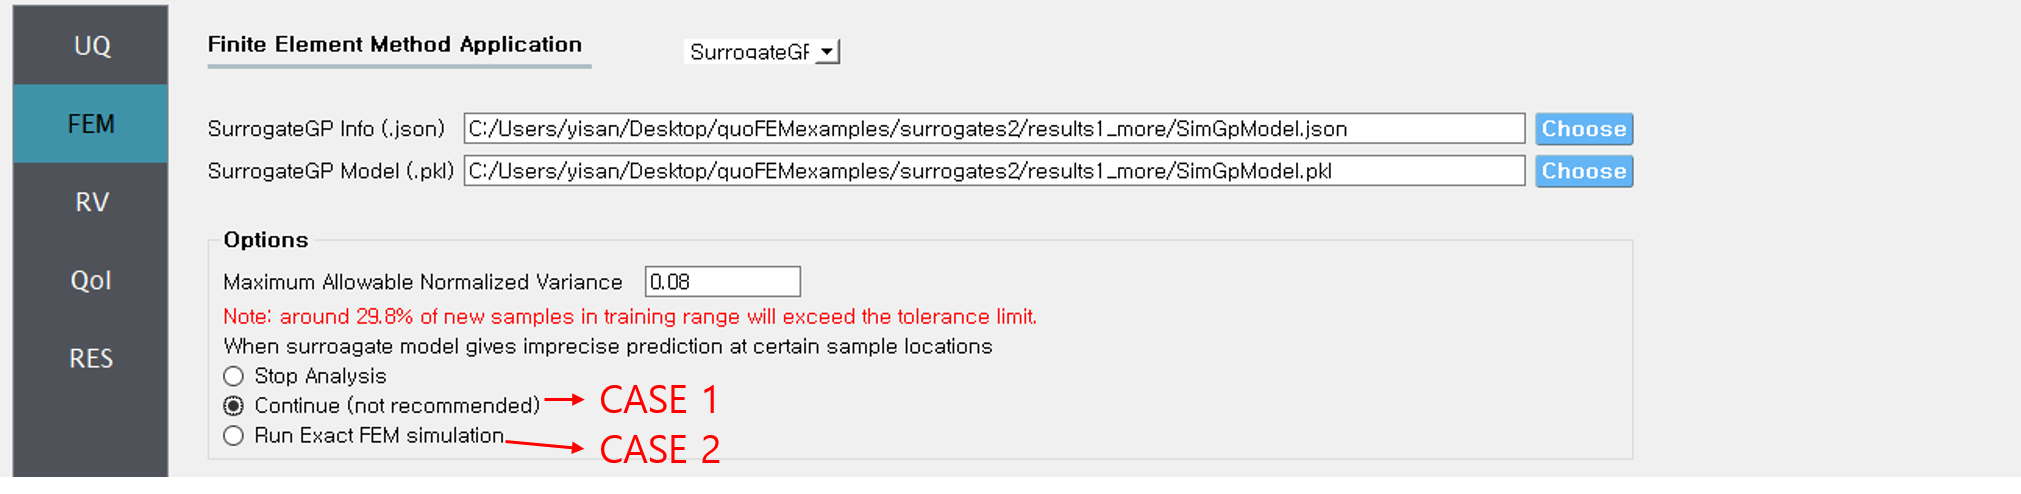 UQ
FEM
RV
QoI
RES
Finite Element Method Application
SurrogateGP
SurrogateGP Info (.json)
C:/Users/yisan/Desktop/quoFEMexamples/surrogates2/results1_more/SimGpModel.json
Choose
SurrogateGP Model (.pkl)
C:/Users/yisan/Desktop/quoFEMexamples/surrogates2/results1_more/SimGpModel.pkl
Choose
Options
Maximum Allowable Normalized Variance
0.08
Note: around 29.8% of new samples in training range will exceed the tolerance limit.
When surroagate model gives imprecise prediction at certain sample locations
Stop Analysis
Continue (not recommended)
CASE 1
Run Exact FEM simulation
CASE 2